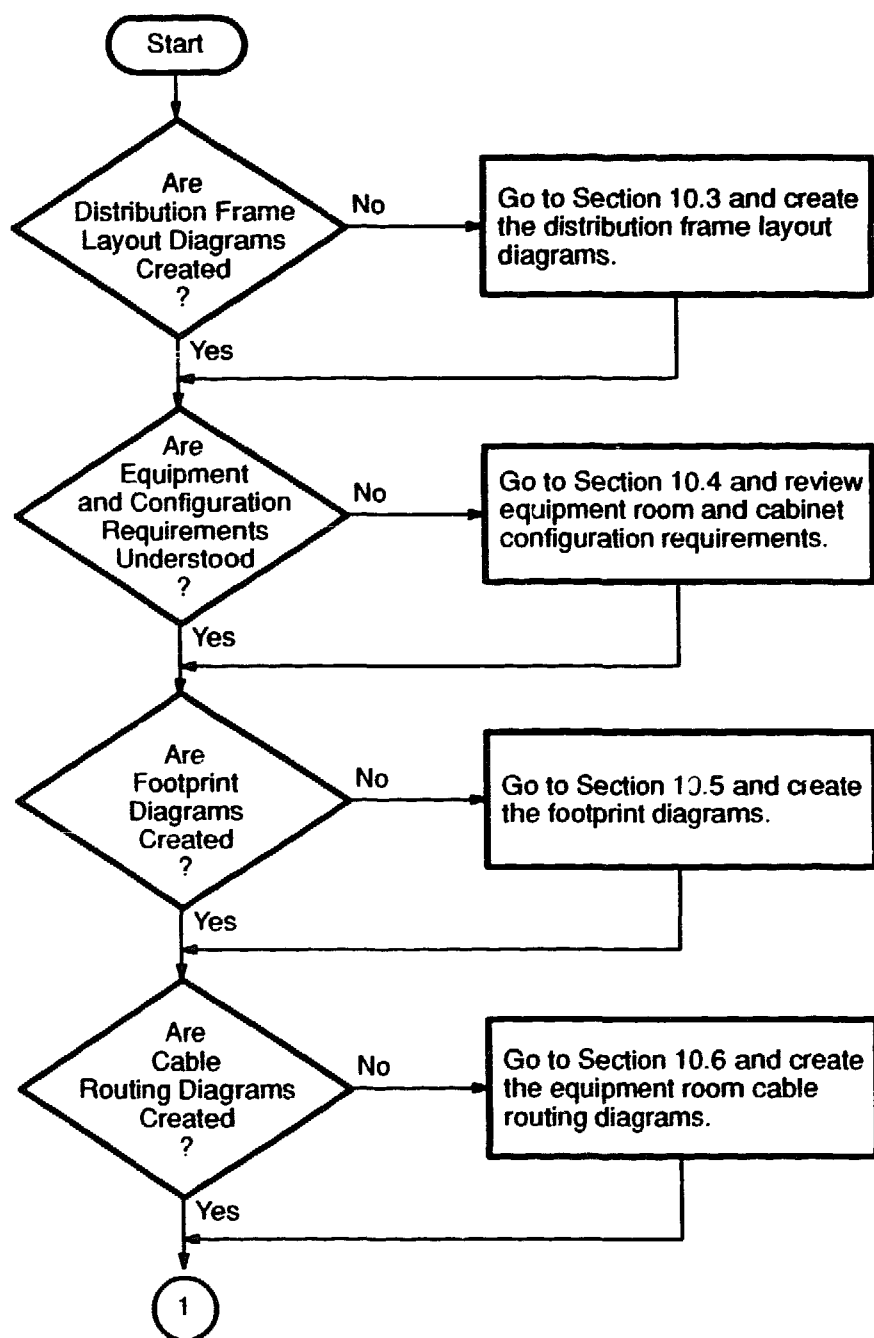 Start
Are
Distribution Frame
Layout Diagrams
Created
?
No
Go to Section 10.3 and create
the distribution frame layout
diagrams.
Yes
Are
Equipment
and Configuration
Requirements
Understood
?
No
Go to Section 10.4 and review
equipment room and cabinet
configuration requirements.
Yes
Are
Footprint
Diagrams
Created
?
No
Go to Section 10.5 and create
the footprint diagrams.
Yes
Are
Cable
Routing Diagrams
Created
?
No
Go to Section 10.6 and create
the equipment room cable
routing diagrams.
Yes
1